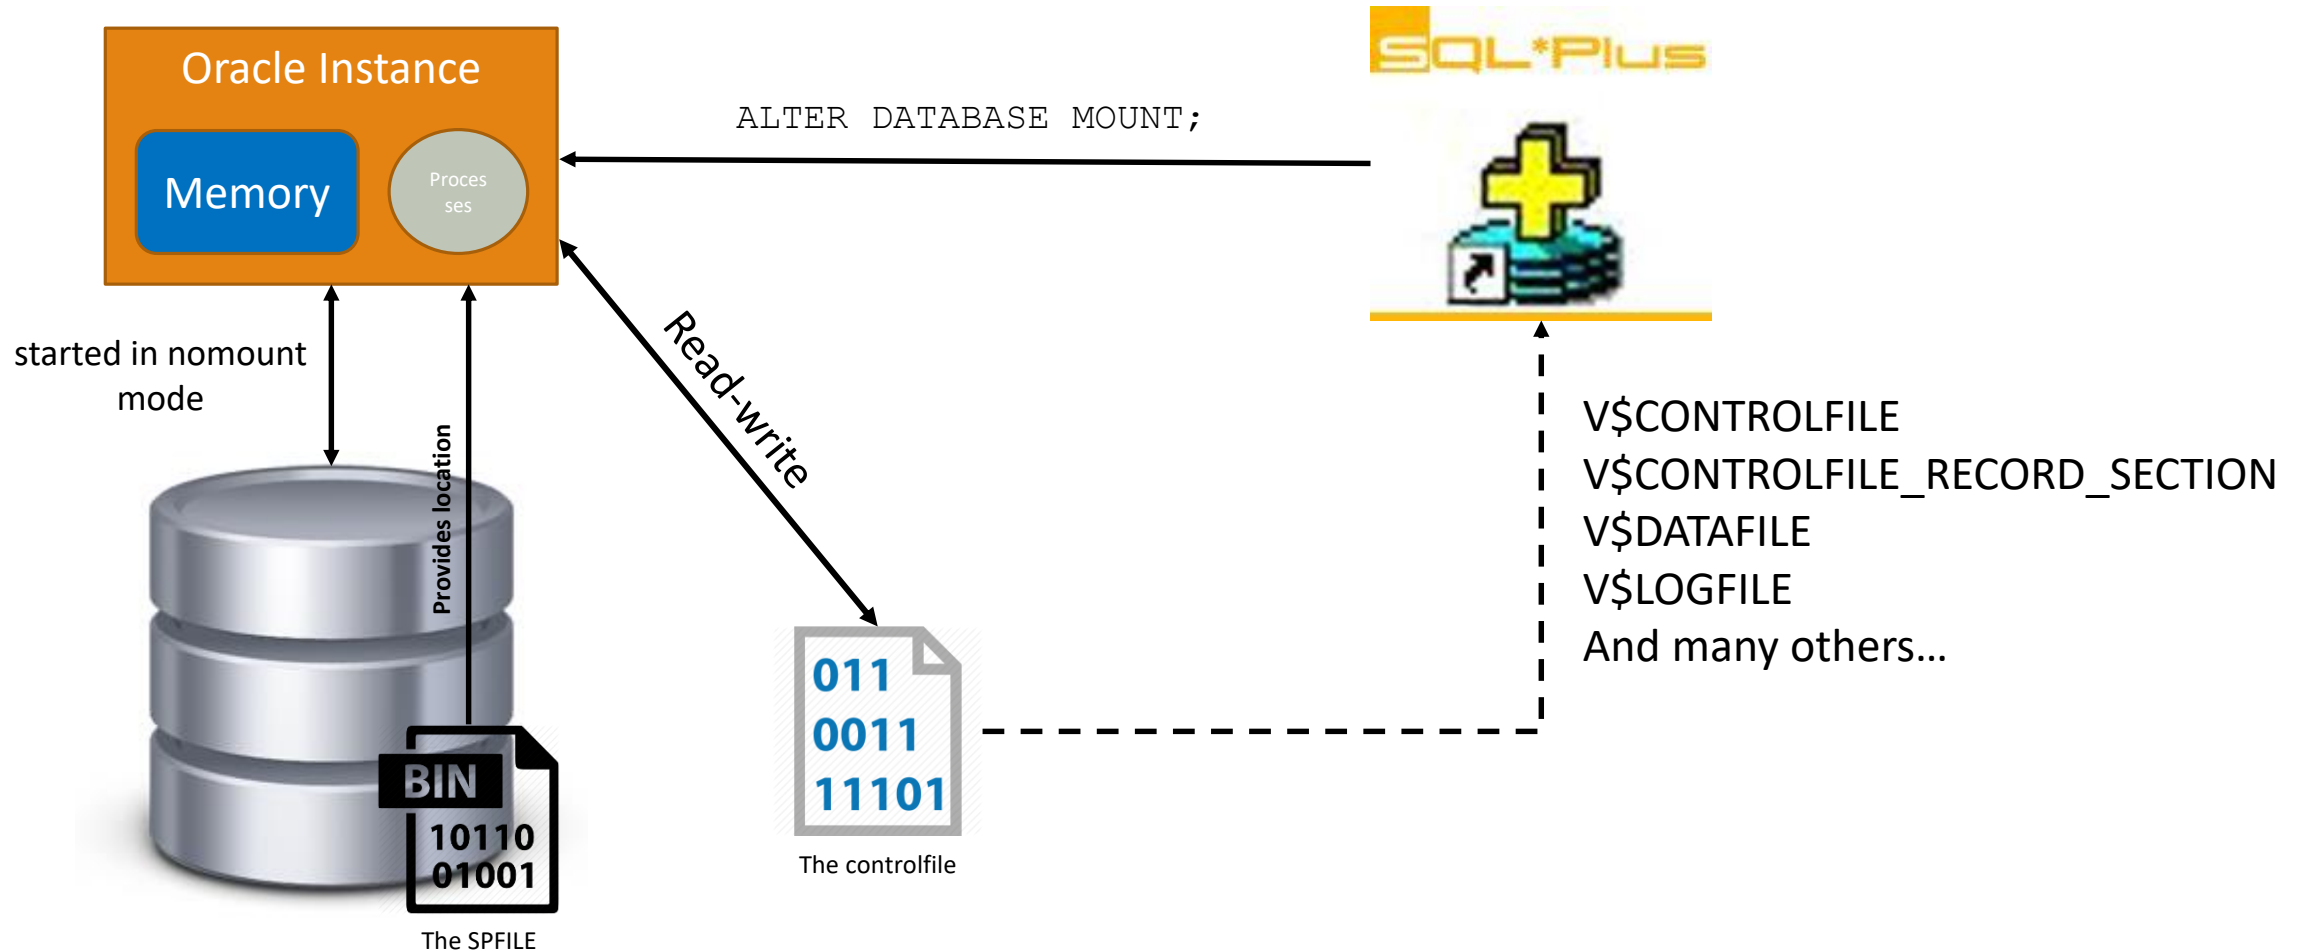 Oracle Instance
Memory
Proces
ses
SQL*Plus
ALTER DATABASE MOUNT;
started in nomount
mode
Provides location
Read-write
V$CONTROLFILE
V$CONTROLFILE_RECORD_SECTION
V$DATAFILE
V$LOGFILE
And many others…
011
0011
11101
The controlfile
BIN
10110
01001
The SPFILE